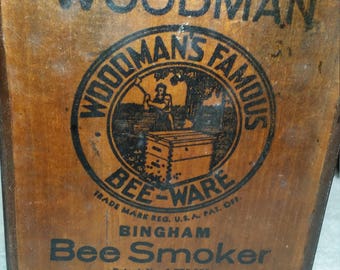 WOODMAN
WOODMAN'S FAMOUS
BEE-WARE
TRADE MARK REG. U.S.A. PAT. OFF.
BINGHAM
Bee Smoker